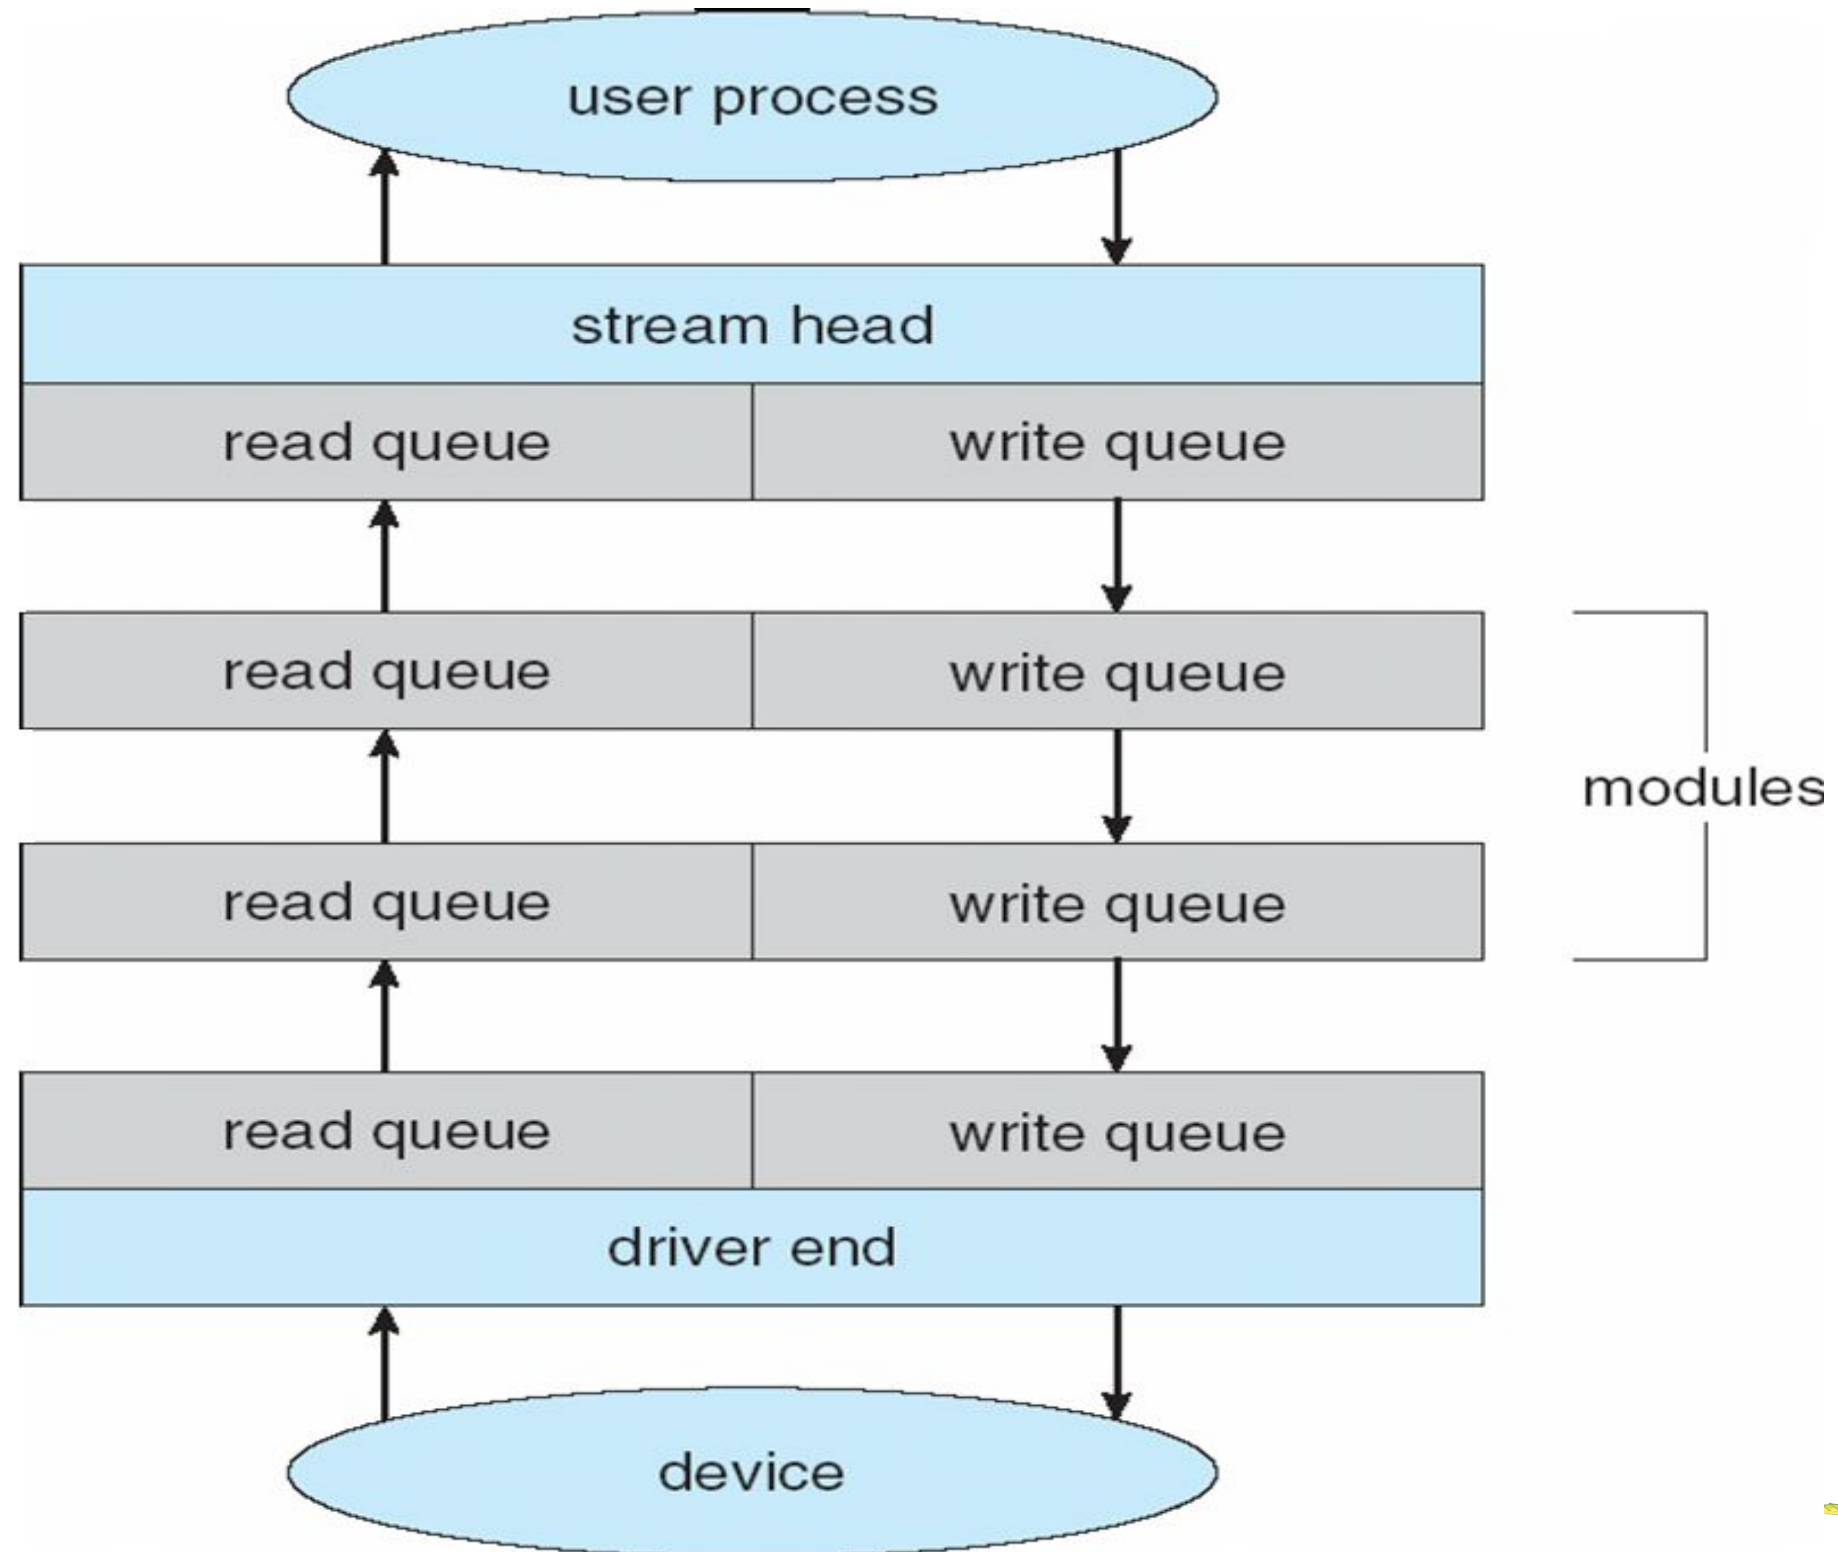 user process
stream head
read queue write queue
read queue write queue
modules
read queue write queue
read queue write queue
driver end
device